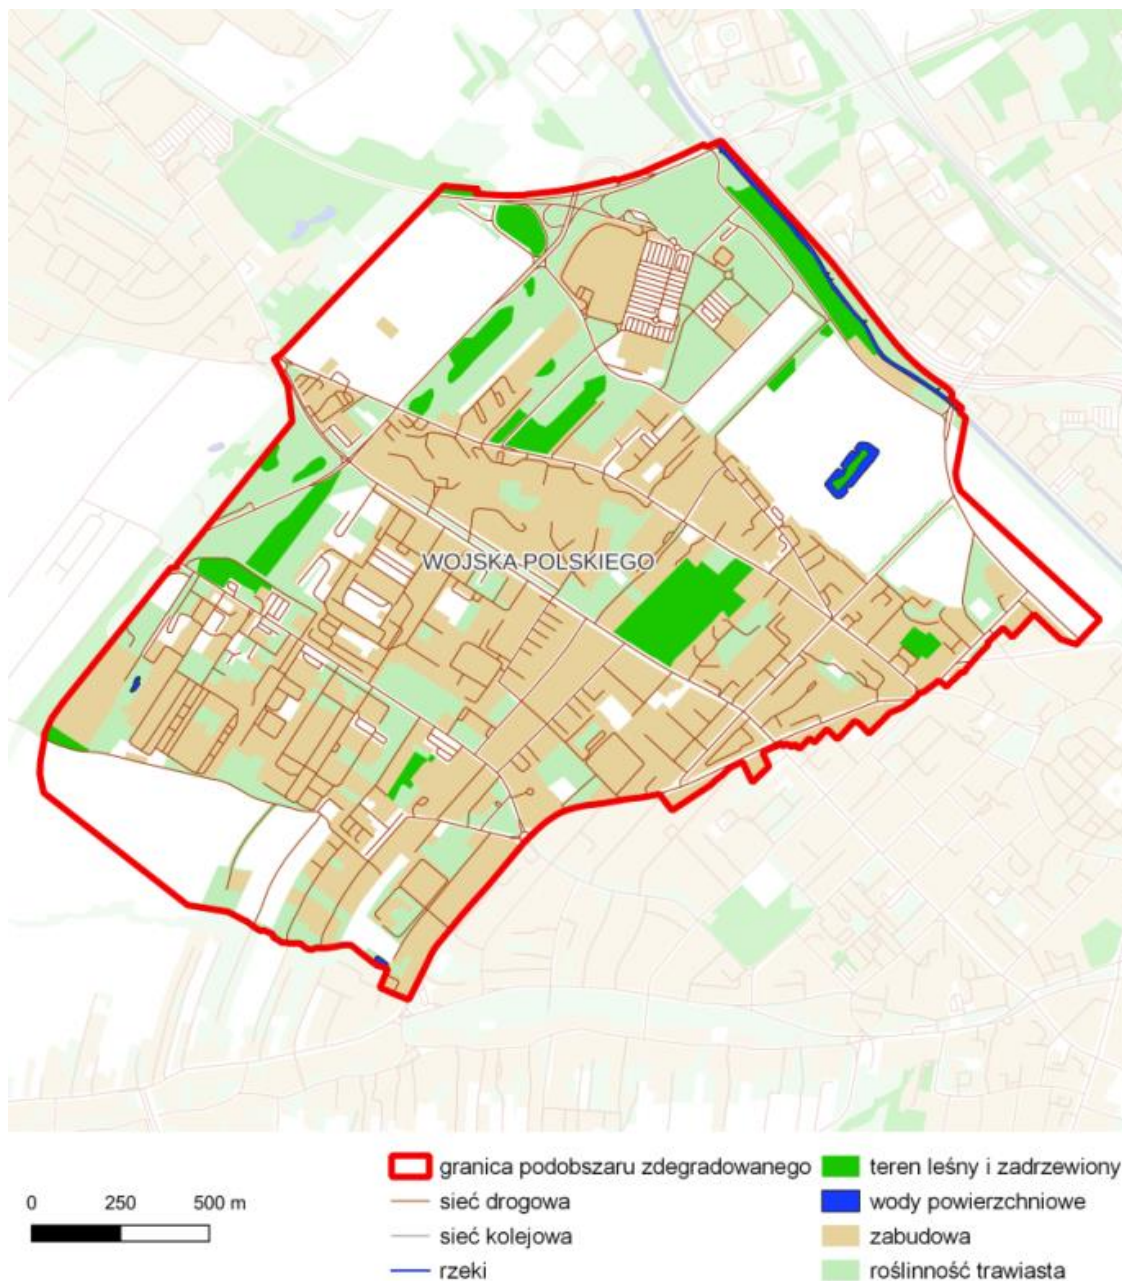 WOJSKA POLSKIEGO
granica podobszaru zdegradowanego
teren leśny i zadrzewiony
0 250 500 m
sieć drogowa
wody powierzchniowe
sieć kolejowa
zabudowa
rzeki
roślinność trawiasta